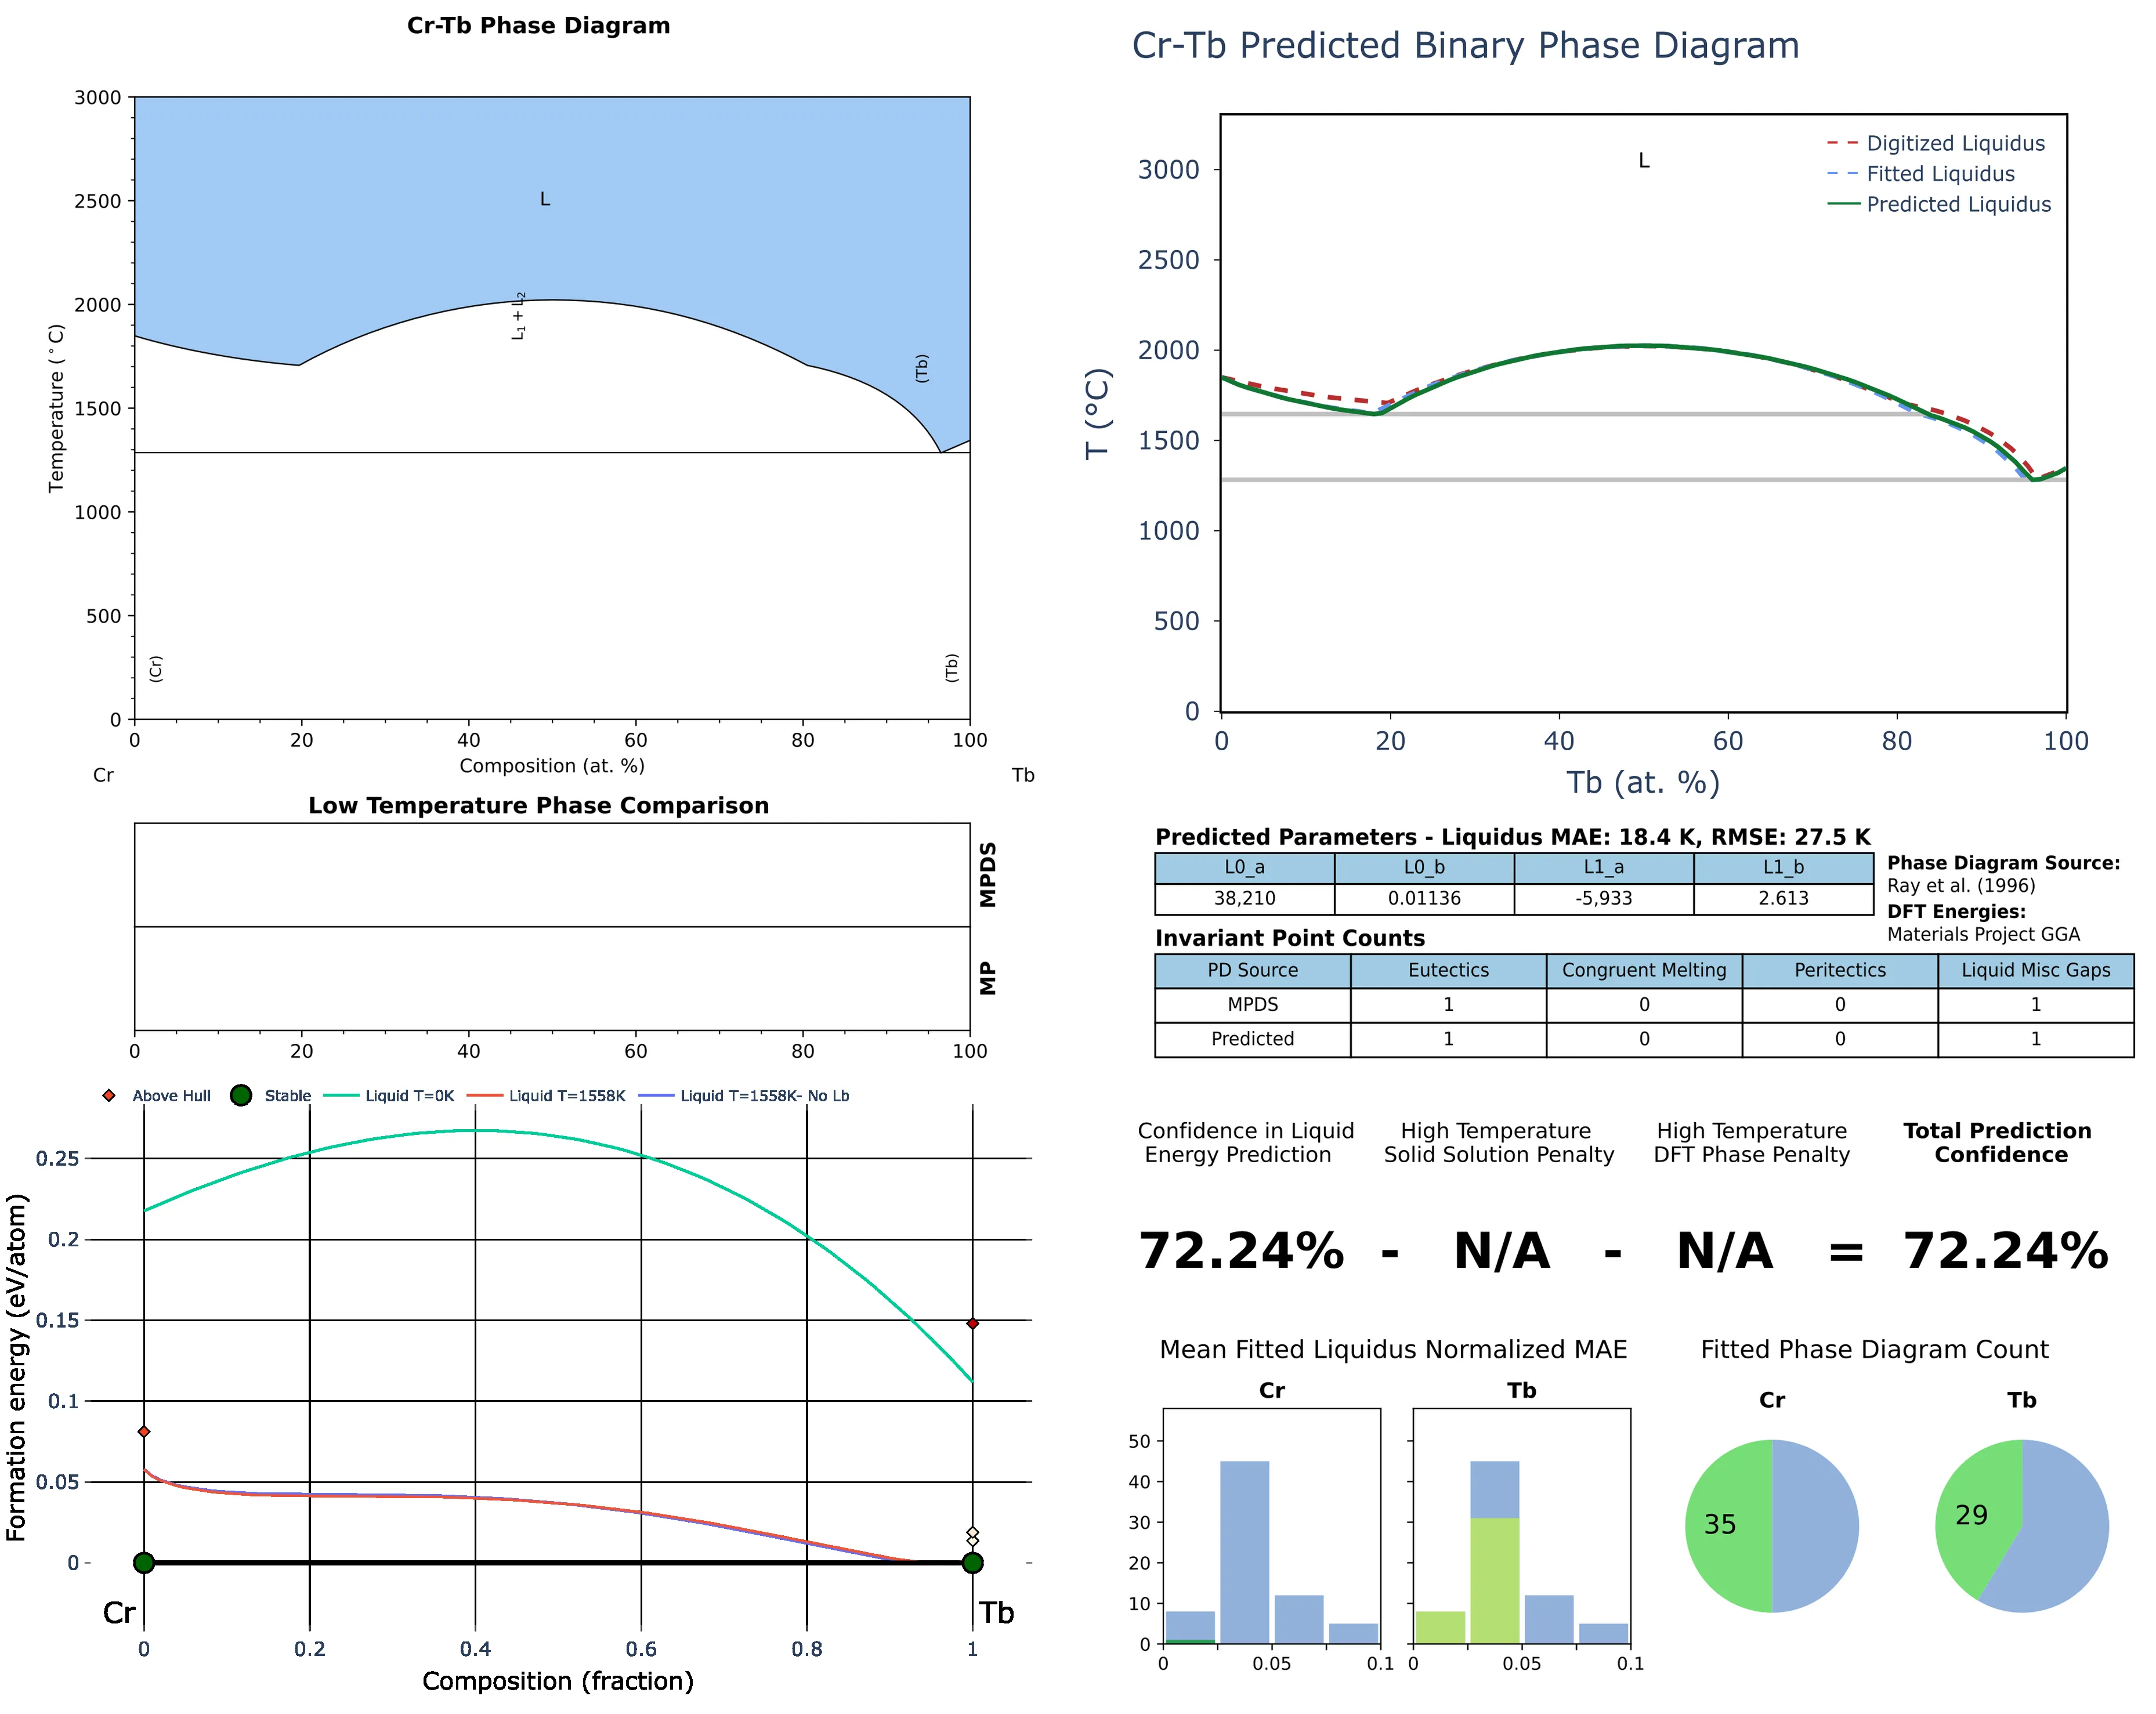 Cr-Tb Phase Diagram
3000
2500
2000
1500
1000
500
0
Temperature (°C)
L
L₁ + L₂
(Tb)
(Cr)
(Tb)
0 20 40 60 80 100
Composition (at. %)
Cr Tb
Low Temperature Phase Comparison
MPDS
MP
0 20 40 60 80 100
Above Hull Stable Liquid T=0K Liquid T=1558K Liquid T=1558K- No Lb
0.25
0.2
0.15
0.1
0.05
0
Formation energy (eV/atom)
Cr Tb
0 0.2 0.4 0.6 0.8 1
Composition (fraction)
Cr-Tb Predicted Binary Phase Diagram
L
Digitized Liquidus
Fitted Liquidus
Predicted Liquidus
3000
2500
2000
1500
1000
500
0
T (°C)
0 20 40 60 80 100
Tb (at. %)
Predicted Parameters - Liquidus MAE: 18.4 K, RMSE: 27.5 K
L0_a L0_b L1_a L1_b
38,210 0.01136 -5,933 2.613
Phase Diagram Source:
Ray et al. (1996)
DFT Energies:
Materials Project GGA
Invariant Point Counts
PD Source Eutectics Congruent Melting Peritectics Liquid Misc Gaps
MPDS 1 0 0 1
Predicted 1 0 0 1
Confidence in Liquid
Energy Prediction
High Temperature
Solid Solution Penalty
High Temperature
DFT Phase Penalty
Total Prediction
Confidence
72.24% - N/A - N/A = 72.24%
Mean Fitted Liquidus Normalized MAE
Cr Tb
50
40
30
20
10
0
0 0.05 0.1 0 0.05 0.1
Fitted Phase Diagram Count
Cr Tb
35 29